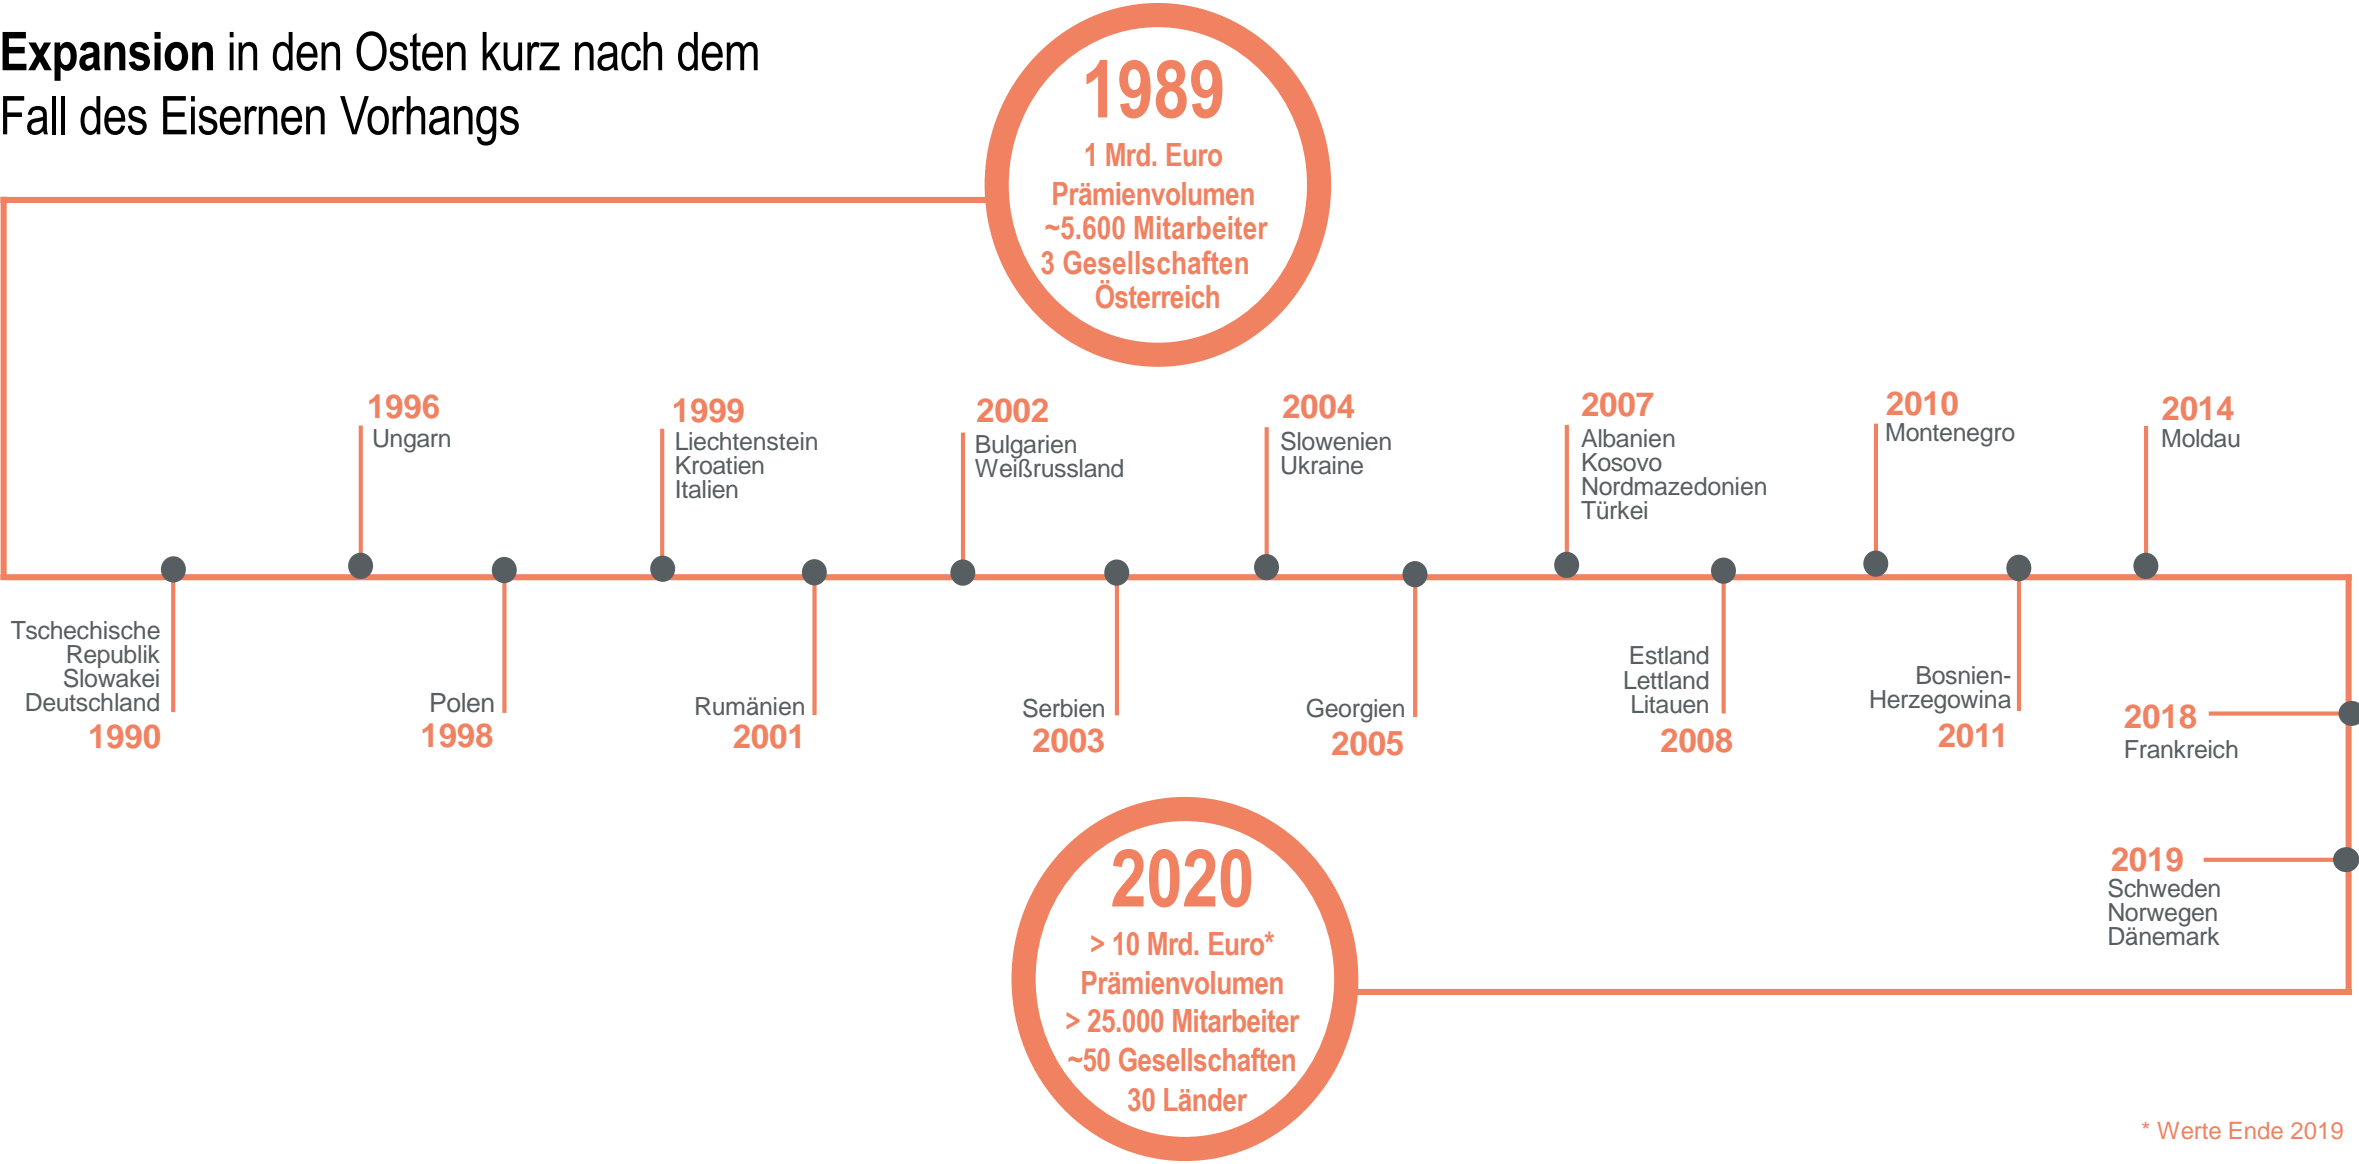 Expansion in den Osten kurz nach dem
Fall des Eisernen Vorhangs
1989
1 Mrd. Euro
Prämienvolumen
~5.600 Mitarbeiter
3 Gesellschaften
Österreich
1996
Ungarn
1999
Liechtenstein
Kroatien
Italien
2002
Bulgarien
Weißrussland
2004
Slowenien
Ukraine
2007
Albanien
Kosovo
Nordmazedonien
Türkei
2010
Montenegro
2014
Moldau
Tschechische
Republik
Slowakei
Deutschland
1990
Polen
1998
Rumänien
2001
Serbien
2003
Georgien
2005
Estland
Lettland
Litauen
2008
Bosnien-
Herzegowina
2011
2018
Frankreich
2019
Schweden
Norwegen
Dänemark
2020
> 10 Mrd. Euro*
Prämienvolumen
> 25.000 Mitarbeiter
~50 Gesellschaften
30 Länder
* Werte Ende 2019